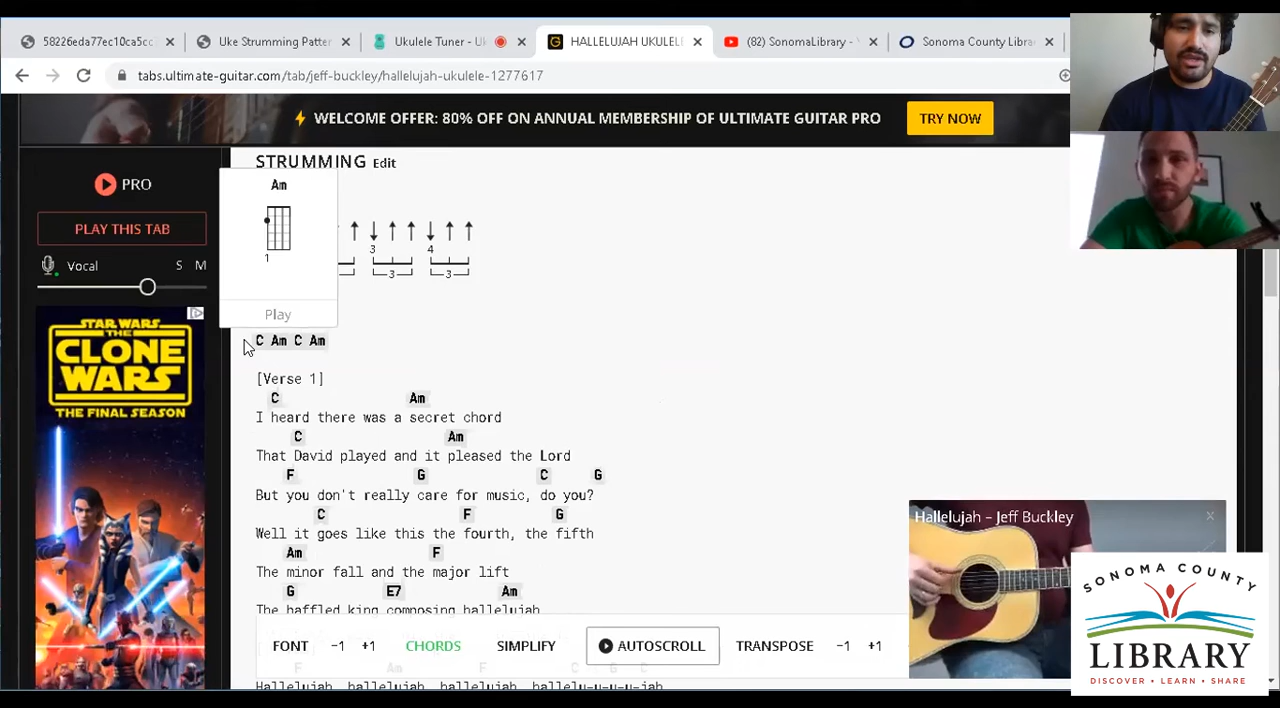 58226eda77ec10ca5cc
Uke Strumming Patter
Ukulele Tuner - Uk
HALLELUJAH UKULELE
(82) SonomaLibrary - Y
Sonoma County Libra
tabs.ultimate-guitar.com/tab/jeff-buckley/hallelujah-ukulele-1277617
WELCOME OFFER: 80% OFF ON ANNUAL MEMBERSHIP OF ULTIMATE GUITAR PRO
TRY NOW
PRO
PLAY THIS TAB
Vocal S M
STAR WARS
THE
CLONE
WARS
THE FINAL SEASON
STRUMMING Edit
Am
1
Play
3 4
3 3
C Am C Am
[Verse 1]
C Am
I heard there was a secret chord
C Am
That David played and it pleased the Lord
F G C G
But you don't really care for music, do you?
C F G
Well it goes like this the fourth, the fifth
Am F
The minor fall and the major lift
G E7 Am
The baffled king composing hallelujah
F Am F C G C
Hallelujah, hallelujah, hallelujah, hallelu-u-u-u-jah
FONT -1 +1 CHORDS SIMPLIFY AUTOSCROLL TRANSPOSE -1 +1
Hallelujah – Jeff Buckley
SONOMA COUNTY
LIBRARY
DISCOVER • LEARN • SHARE